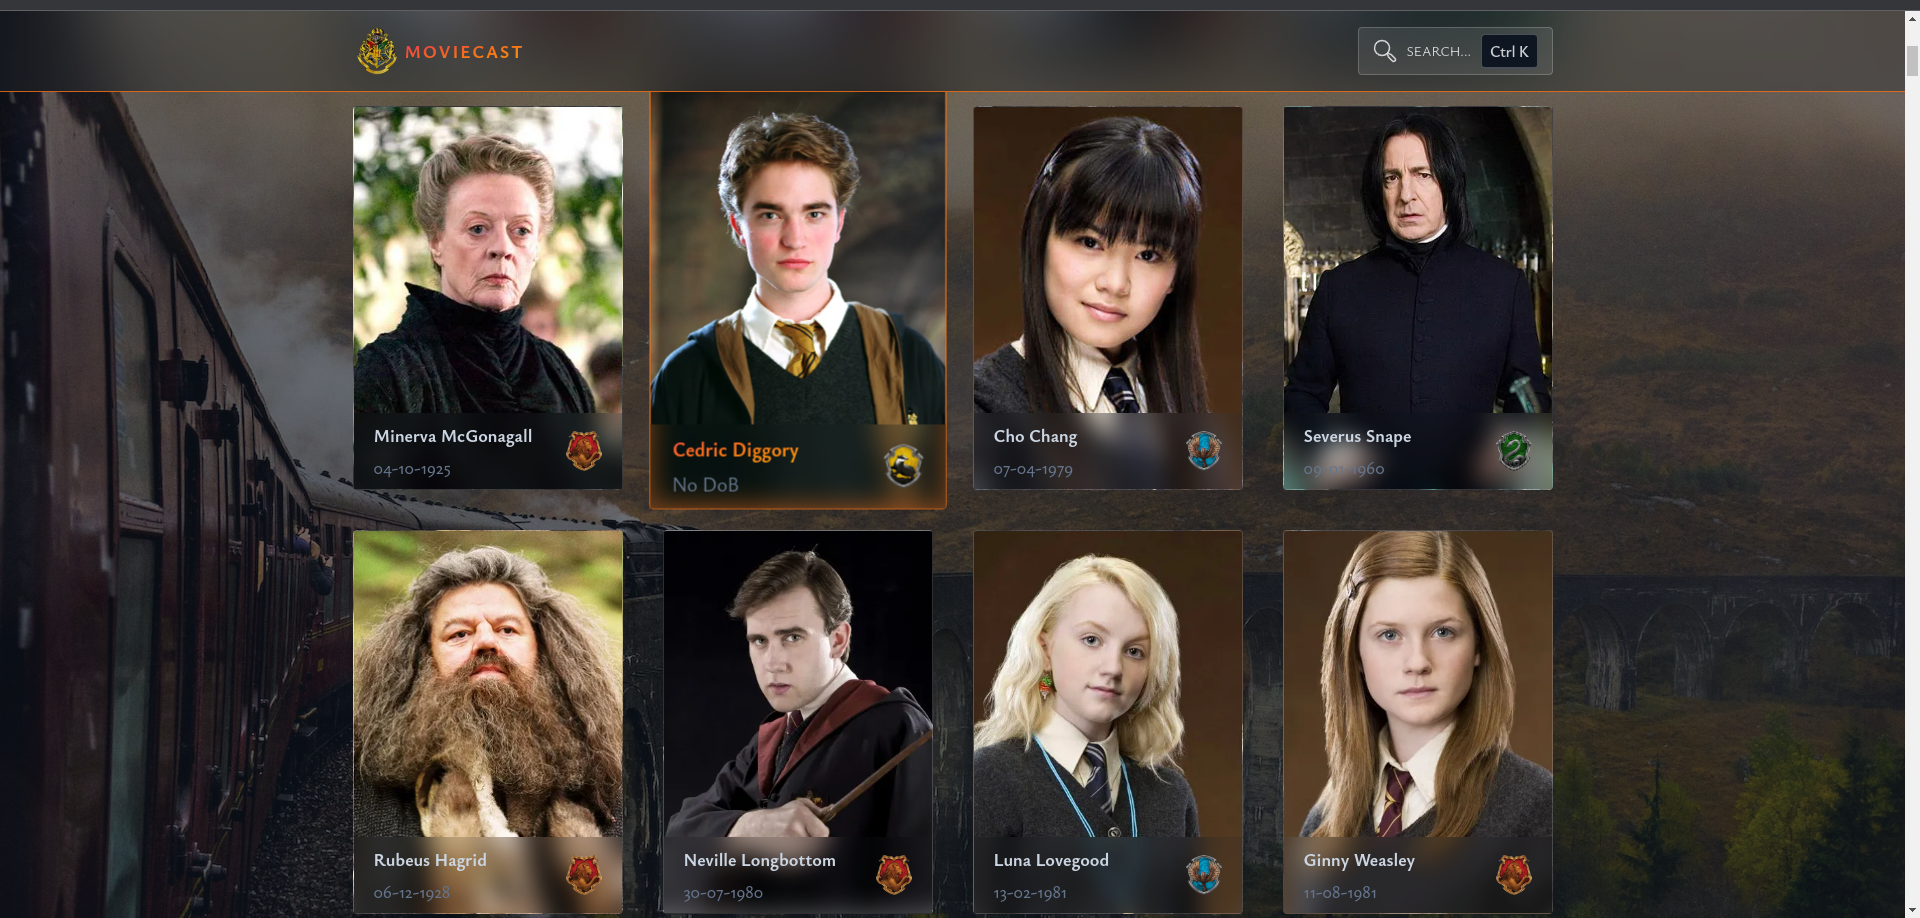 MOVIECAST
SEARCH...
Ctrl K
Minerva McGonagall
04-10-1925
Cedric Diggory
No DoB
Cho Chang
07-04-1979
Severus Snape
09-01-1960
Rubeus Hagrid
06-12-1928
Neville Longbottom
30-07-1980
Luna Lovegood
13-02-1981
Ginny Weasley
11-08-1981